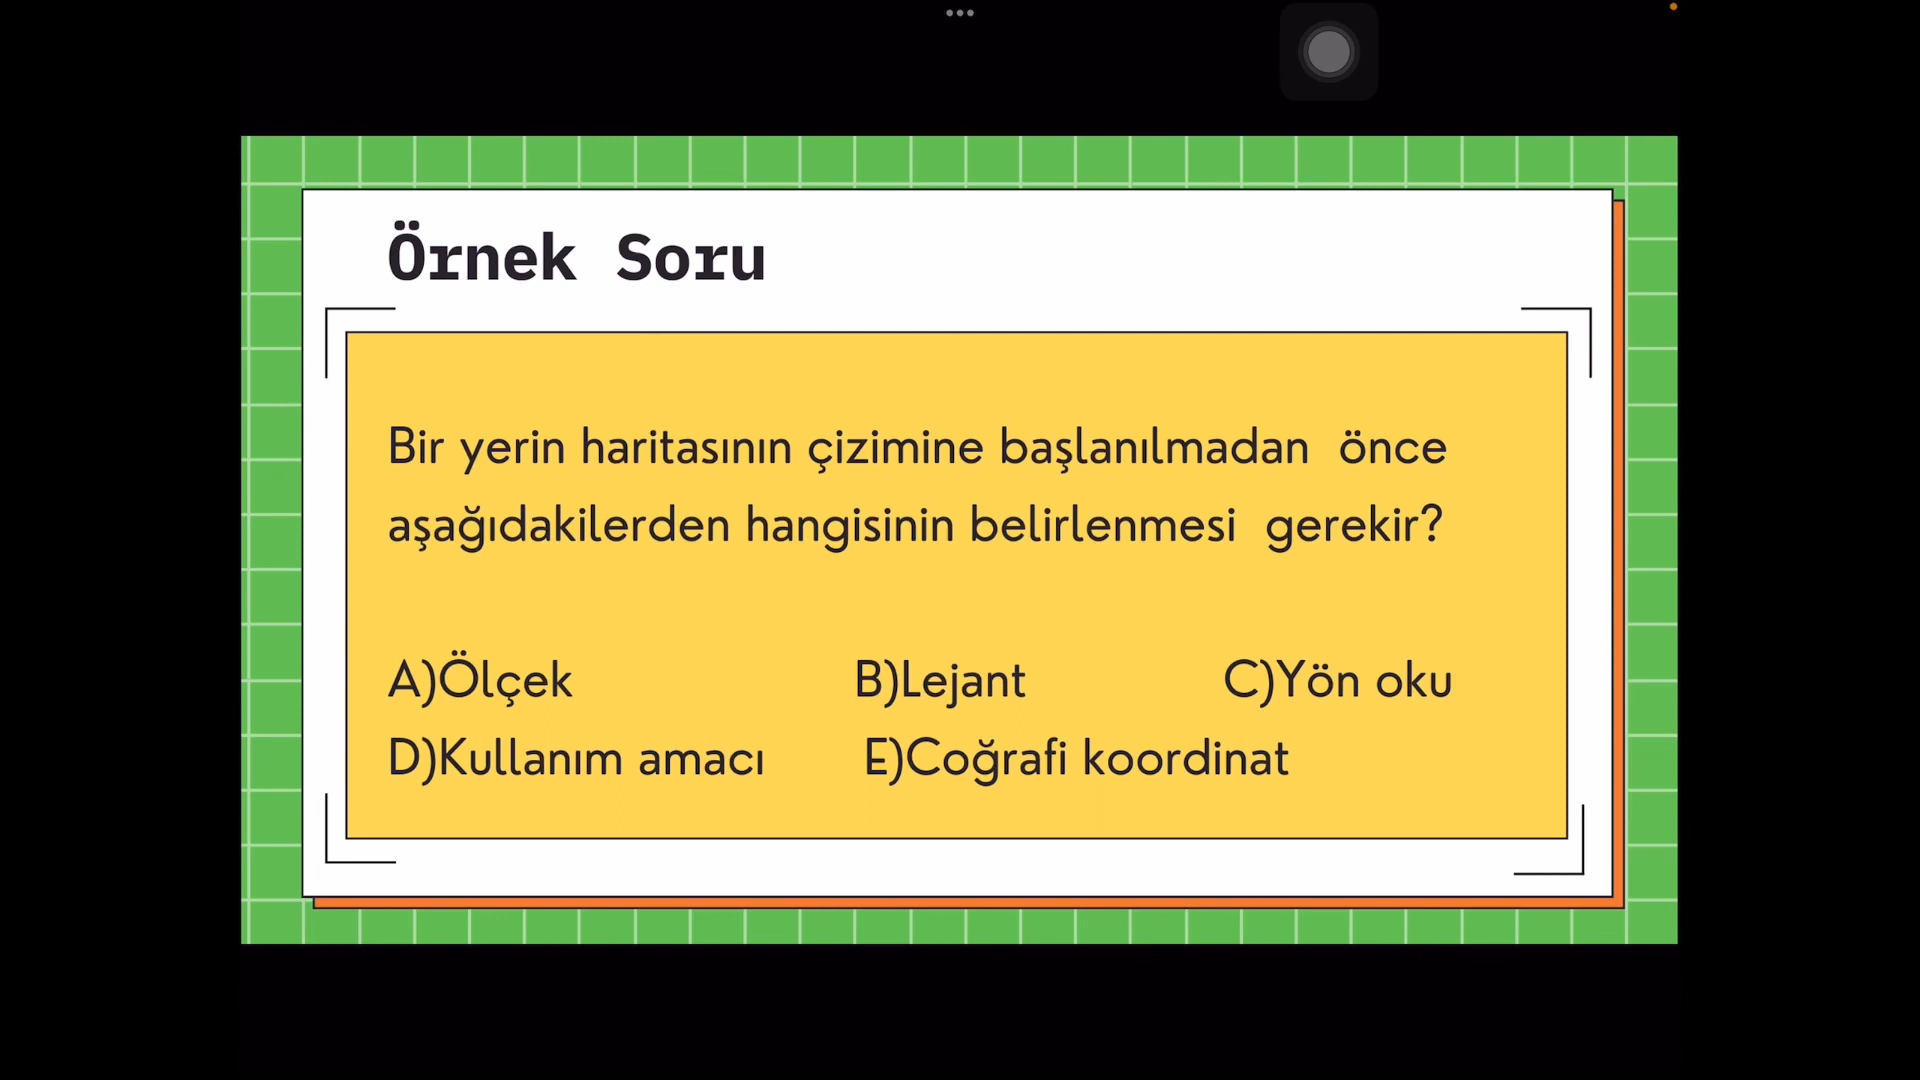 Örnek Soru
Bir yerin haritasının çizimine başlanılmadan önce
aşağıdakilerden hangisinin belirlenmesi gerekir?
A)Ölçek B)Lejant C)Yön oku
D)Kullanım amacı E)Coğrafi koordinat